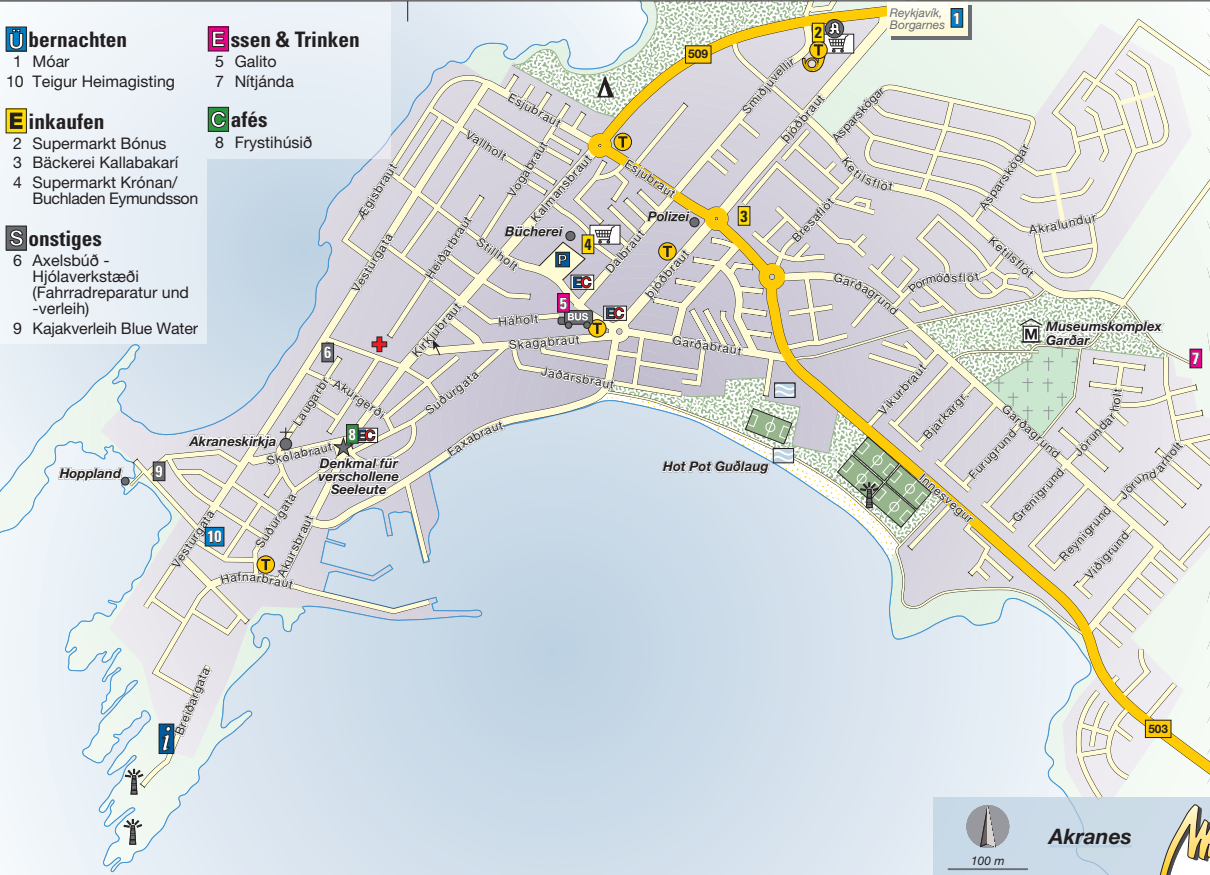 Übernachten
1 Móar
10 Teigur Heimagisting
Einkaufen
2 Supermarkt Bónus
3 Bäckerei Kallabakarí
4 Supermarkt Krónan/
Buchladen Eymundsson
Sonstiges
6 Axelsbúð -
Hjólaverkstæði
(Fahrradreparatur und
-verleih)
9 Kajakverleih Blue Water
Essen & Trinken
5 Galito
7 Nítjánda
Cafés
8 Frystihúsið
Reykjavík,
Borgarnes
1
509
2
T
Smiðjuvellir
Þjóðbraut
Asparskógar
Asparskógar
Ketilsflöt
Ketilsflöt
Akralundur
Esjubraut
T
Esjubraut
Vallholt
Vogabraut
Kalmansbraut
Ægisbraut
Heiðarbraut
Vesturgata
Stillholt
Bücherei
4
P
Polizei
3
T
Dalbraut
Þjóðbraut
Bresaflöt
Garðagrund
Þormóðsflöt
EC
5
BUS
T
EC
Háholt
Skagabraut
Garðabraut
Kirkjubraut
Jaðarsbraut
Museumskomplex
Garðar
M
7
6
Laugarbr.
Akurgerði
Suðurgata
Víkurbraut
Bjarkargr.
Garðagrund
Furugrund
Grenigrund
Jörundarholt
Jörundarholt
Reynigrund
Víðigrund
Akraneskirkja
8
EC
Skólabraut
Denkmal für
verschollene
Seeleute
Faxabraut
Hot Pot Guðlaug
Innesvegur
Hoppland
9
10
Vesturgata
Suðurgata
Akursbraut
T
Hafnarbraut
Breiðargata
i
503
Akranes
100 m